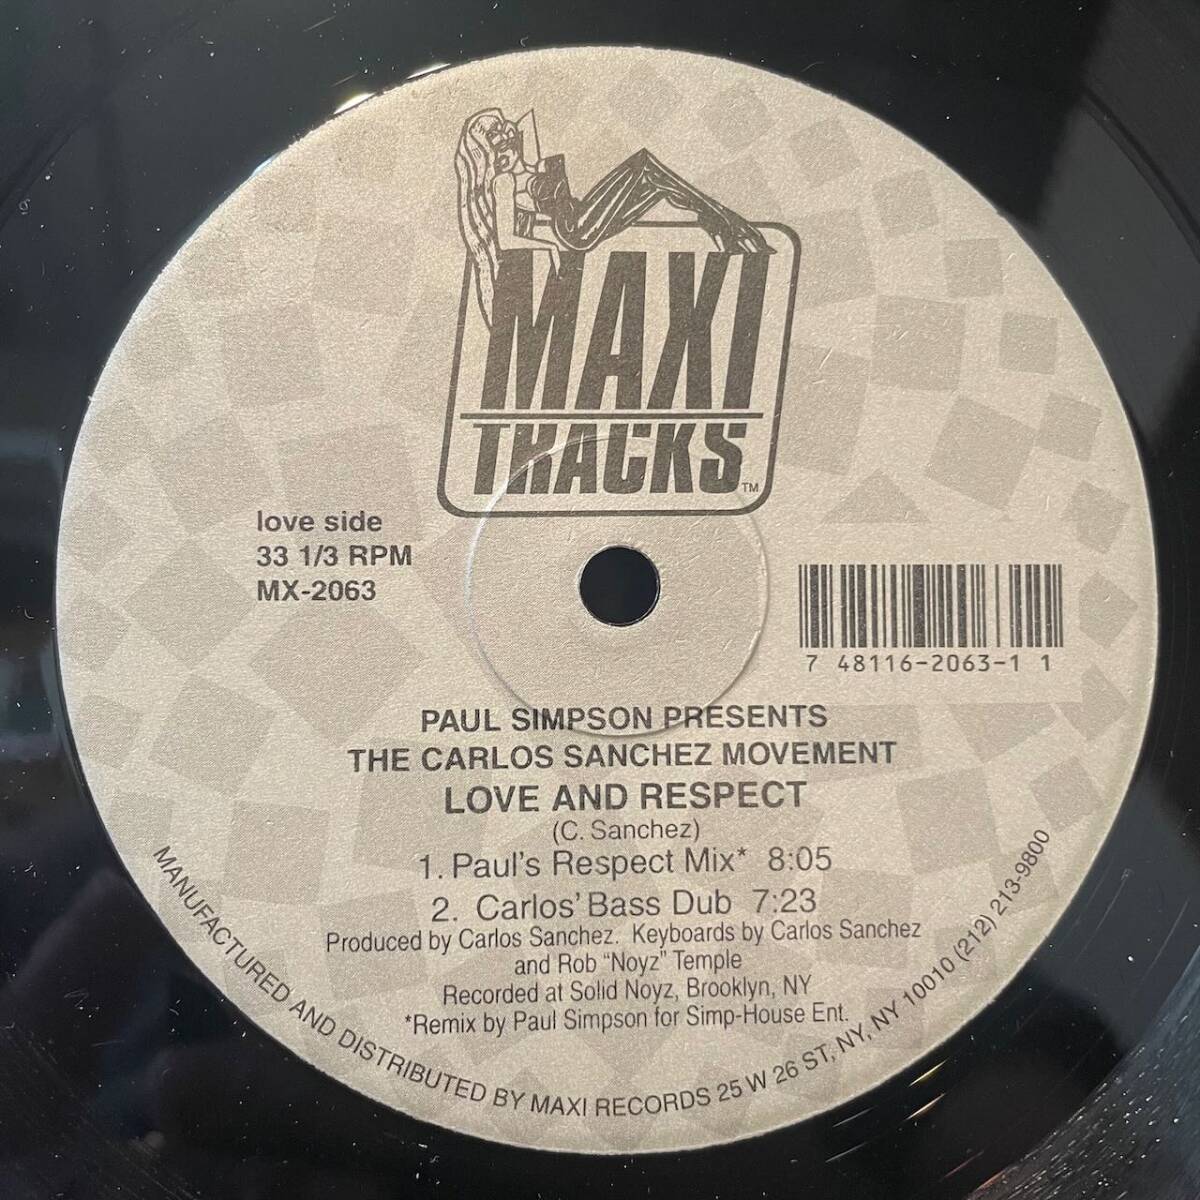 MAXI
TRACKS
TM
love side
33 1/3 RPM
MX-2063
7 48116-2063-1 1
PAUL SIMPSON PRESENTS
THE CARLOS SANCHEZ MOVEMENT
LOVE AND RESPECT
(C. Sanchez)
1. Paul's Respect Mix* 8:05
2. Carlos' Bass Dub 7:23
Produced by Carlos Sanchez. Keyboards by Carlos Sanchez
and Rob "Noyz" Temple
Recorded at Solid Noyz, Brooklyn, NY
*Remix by Paul Simpson for Simp-House Ent.
MANUFACTURED AND DISTRIBUTED BY MAXI RECORDS 25 W 26 ST, NY, NY 10010 (212) 213-9800